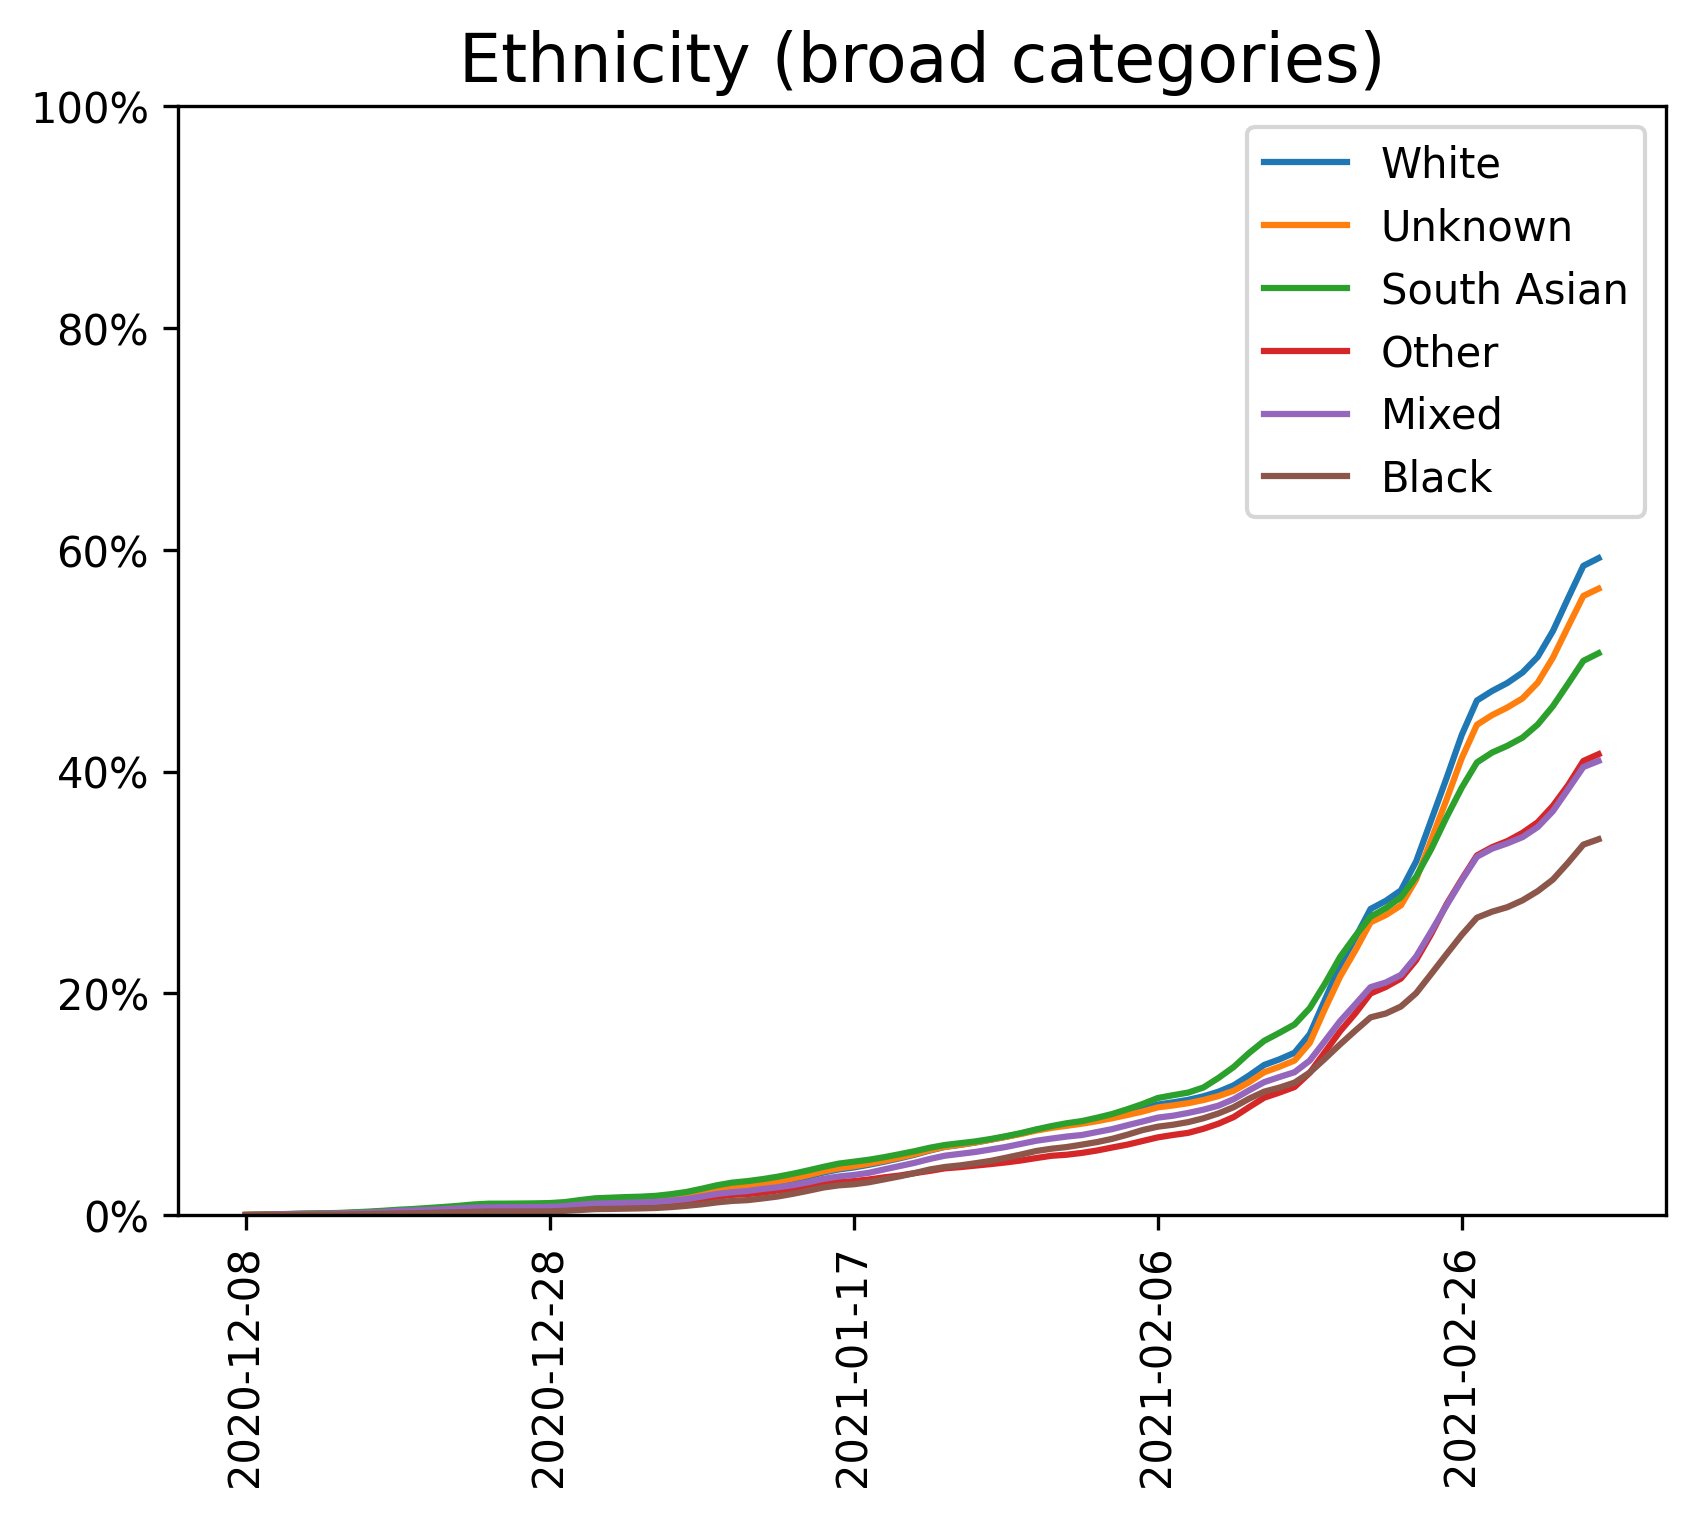 Ethnicity (broad categories)
100%
80%
60%
40%
20%
0%
White
Unknown
South Asian
Other
Mixed
Black
2020-12-08
2020-12-28
2021-01-17
2021-02-06
2021-02-26